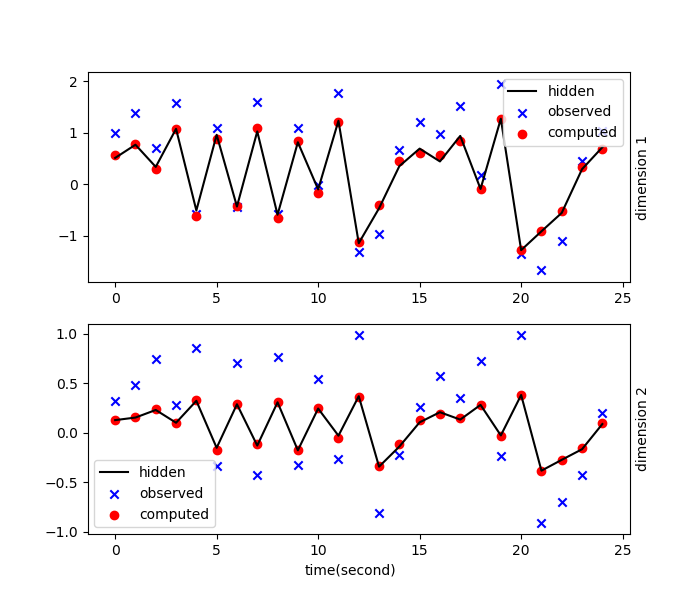 2
1
0
−1
hidden
observed
computed
dimension 1
0 5 10 15 20 25
1.0
0.5
0.0
−0.5
−1.0
hidden
observed
computed
dimension 2
0 5 10 15 20 25
time(second)